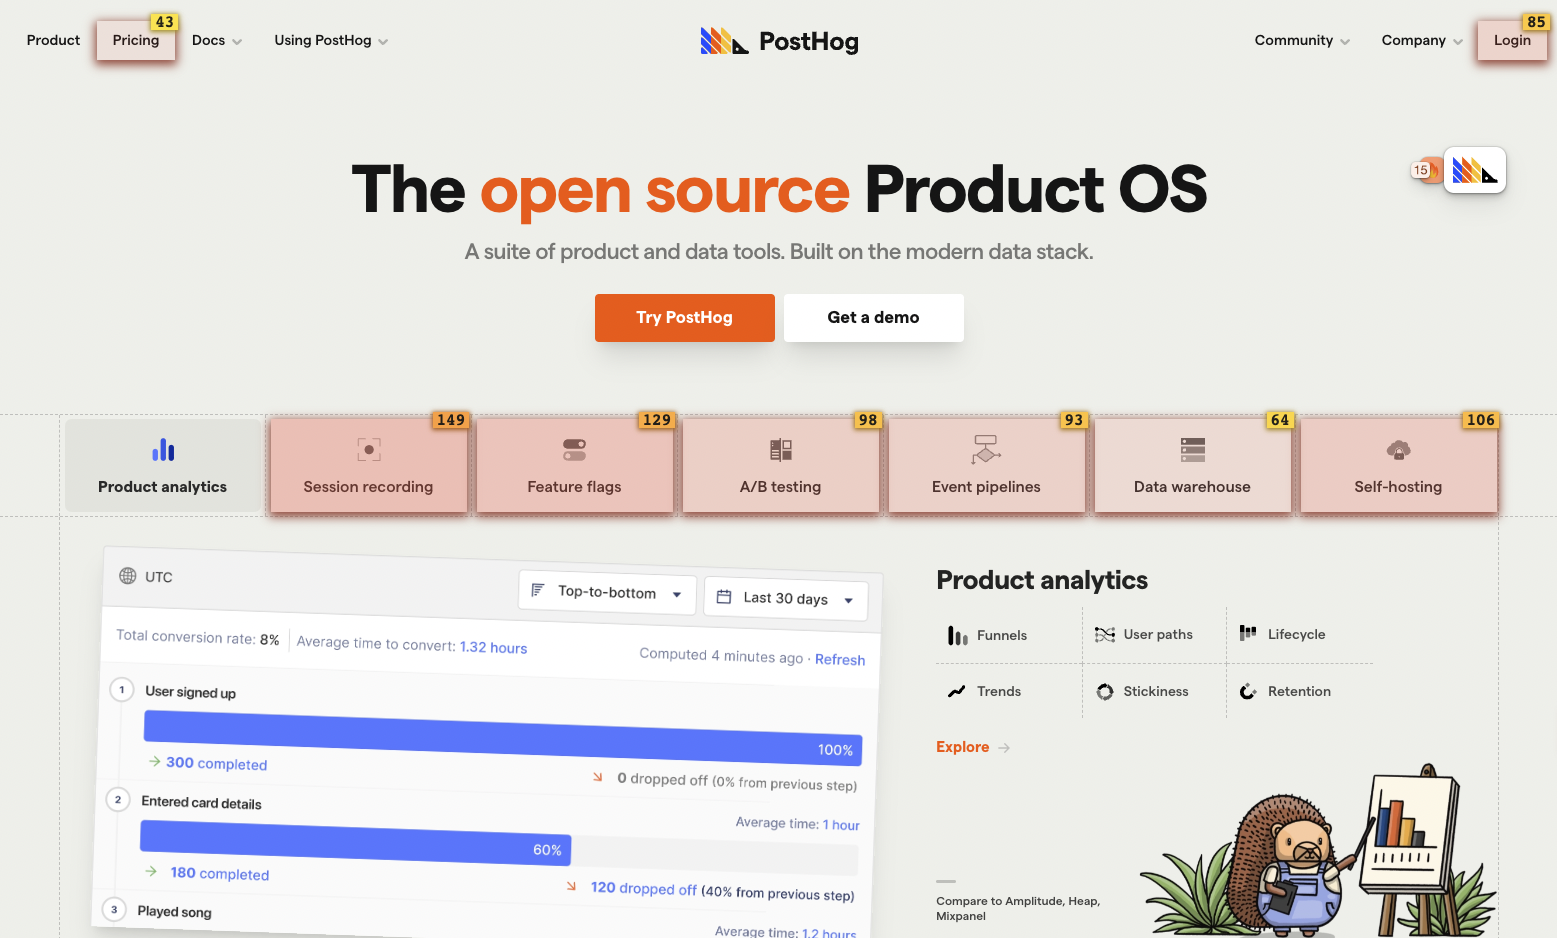 Product
Pricing
43
Docs
Using PostHog
PostHog
Community
Company
Login
85
The open source Product OS
15
A suite of product and data tools. Built on the modern data stack.
Try PostHog
Get a demo
149
129
98
93
64
106
Product analytics
Session recording
Feature flags
A/B testing
Event pipelines
Data warehouse
Self-hosting
UTC
Top-to-bottom
Last 30 days
Total conversion rate: 8%
Average time to convert: 1.32 hours
Computed 4 minutes ago · Refresh
1
User signed up
100%
300 completed
0 dropped off (0% from previous step)
2
Entered card details
Average time: 1 hour
60%
180 completed
120 dropped off (40% from previous step)
3
Played song
Average time: 1.2 hours
Product analytics
Funnels
User paths
Lifecycle
Trends
Stickiness
Retention
Explore
Compare to Amplitude, Heap,
Mixpanel